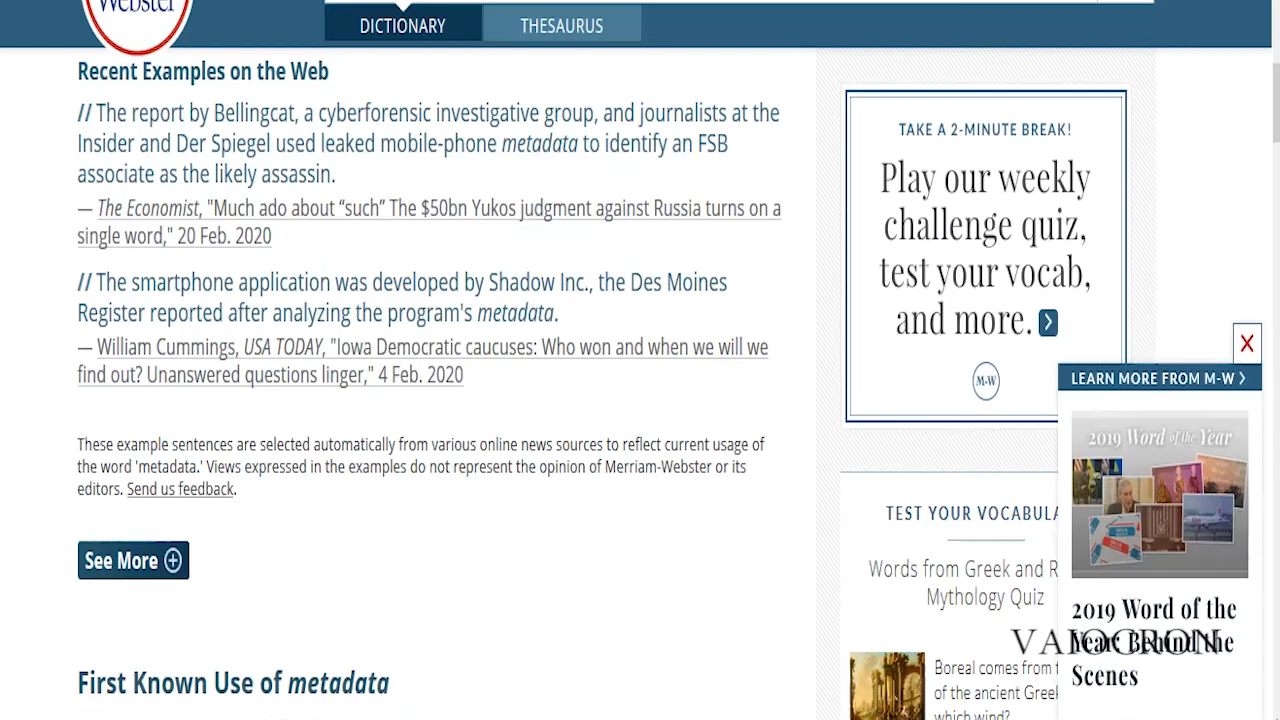 Webster
DICTIONARY
THESAURUS
Recent Examples on the Web
// The report by Bellingcat, a cyberforensic investigative group, and journalists at the
Insider and Der Spiegel used leaked mobile-phone metadata to identify an FSB
associate as the likely assassin.
— The Economist, "Much ado about “such” The $50bn Yukos judgment against Russia turns on a
single word," 20 Feb. 2020
// The smartphone application was developed by Shadow Inc., the Des Moines
Register reported after analyzing the program's metadata.
— William Cummings, USA TODAY, "Iowa Democratic caucuses: Who won and when we will we
find out? Unanswered questions linger," 4 Feb. 2020
These example sentences are selected automatically from various online news sources to reflect current usage of
the word 'metadata.' Views expressed in the examples do not represent the opinion of Merriam-Webster or its
editors. Send us feedback.
See More
First Known Use of metadata
TAKE A 2-MINUTE BREAK!
Play our weekly
challenge quiz,
test your vocab,
and more.
M-W
TEST YOUR VOCABULA
Words from Greek and R
Mythology Quiz
Boreal comes from t
of the ancient Greek
which wind?
X
LEARN MORE FROM M-W >
2019 Word of the Year
2019 Word of the
Year: Behind the
Scenes
VAIOCRON